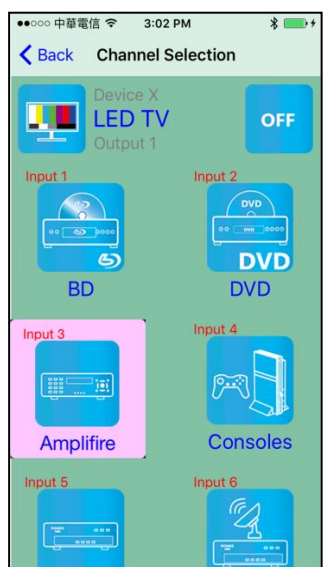 中華電信 3:02 PM
Back Channel Selection
Device X
LED TV
Output 1
OFF
Input 1 Input 2
DVD
DVD
BD DVD
Input 3 Input 4
Amplifire Consoles
Input 5 Input 6